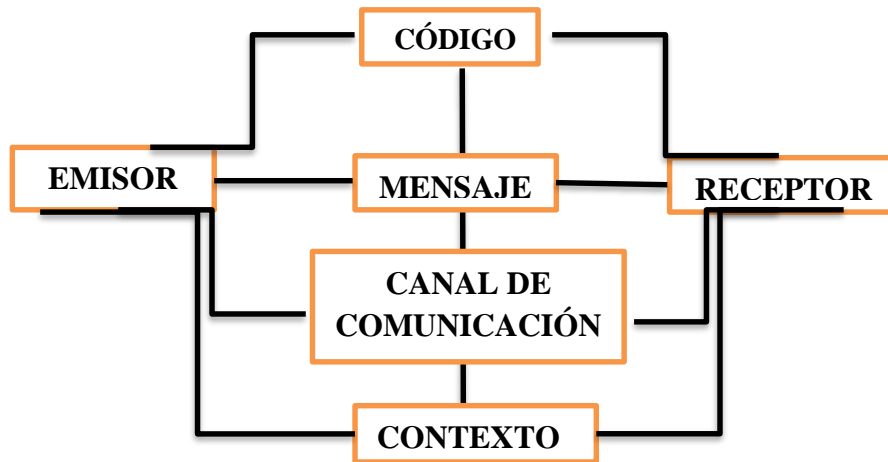 CÓDIGO
EMISOR
MENSAJE
RECEPTOR
CANAL DE
COMUNICACIÓN
CONTEXTO